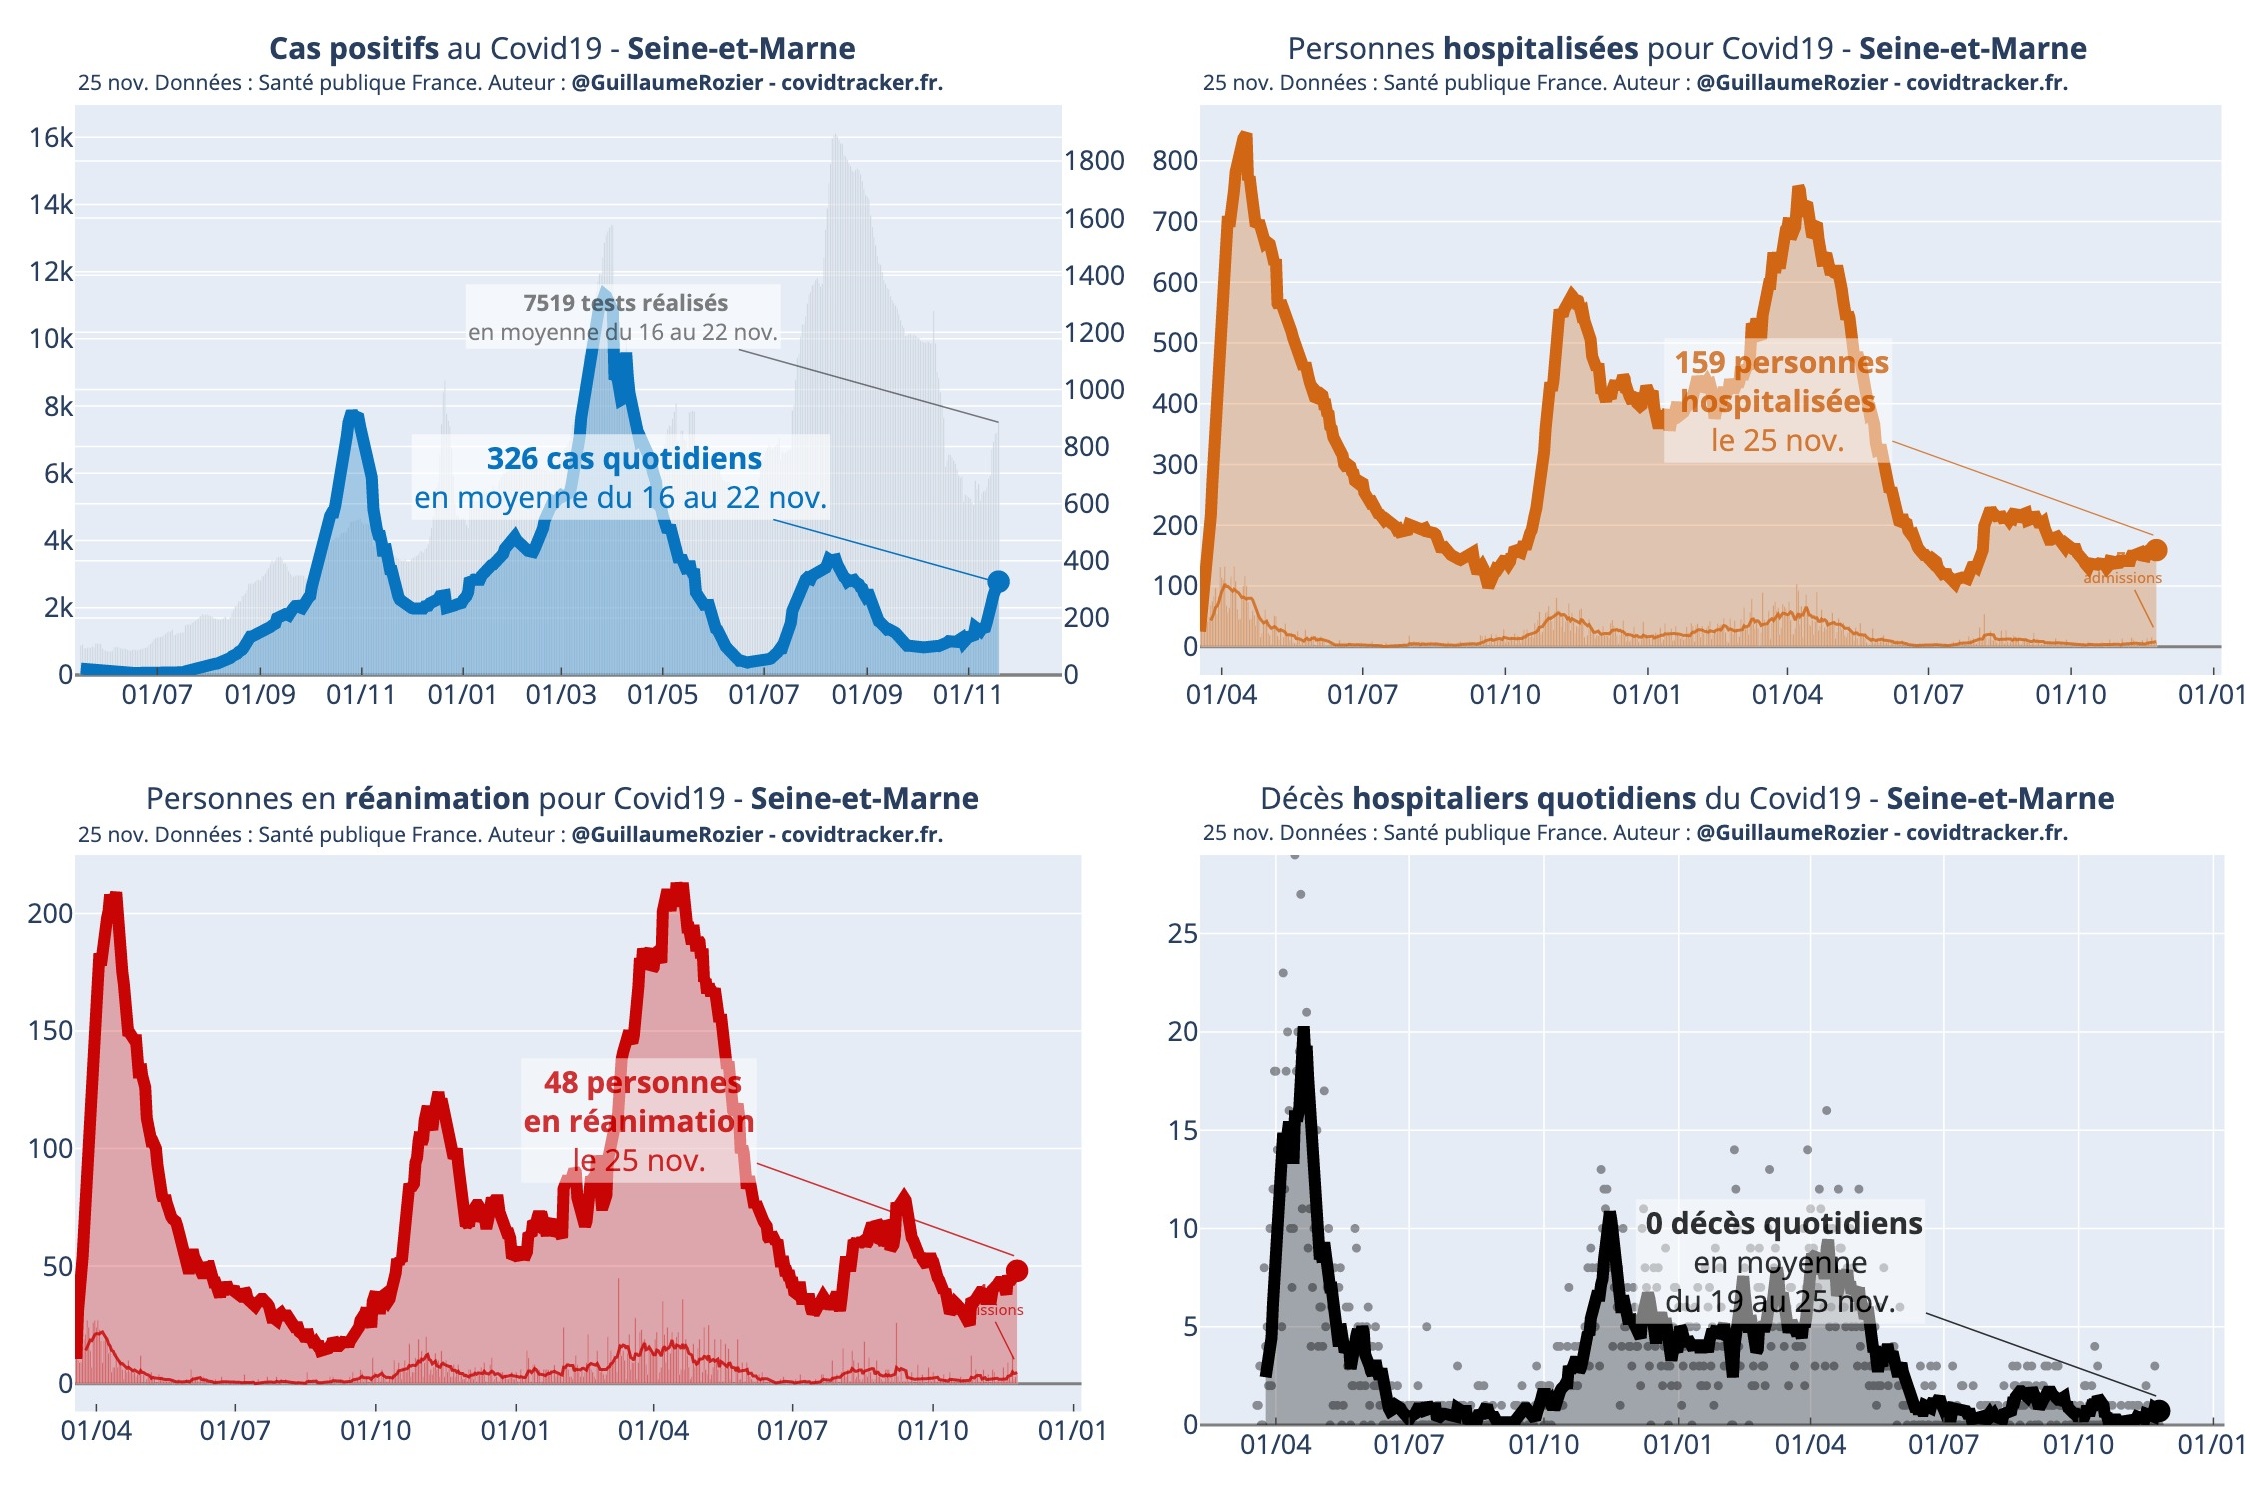 Cas positifs au Covid19 - Seine-et-Marne
25 nov. Données : Santé publique France. Auteur : @GuillaumeRozier - covidtracker.fr.
16k
14k
12k
10k
8k
6k
4k
2k
0
1800
1600
1400
1200
1000
800
600
400
200
0
7519 tests réalisés
en moyenne du 16 au 22 nov.
326 cas quotidiens
en moyenne du 16 au 22 nov.
01/07 01/09 01/11 01/01 01/03 01/05 01/07 01/09 01/11
Personnes hospitalisées pour Covid19 - Seine-et-Marne
25 nov. Données : Santé publique France. Auteur : @GuillaumeRozier - covidtracker.fr.
800
700
600
500
400
300
200
100
0
159 personnes
hospitalisées
le 25 nov.
admissions
01/04 01/07 01/10 01/01 01/04 01/07 01/10 01/01
Personnes en réanimation pour Covid19 - Seine-et-Marne
25 nov. Données : Santé publique France. Auteur : @GuillaumeRozier - covidtracker.fr.
200
150
100
50
0
48 personnes
en réanimation
le 25 nov.
issions
01/04 01/07 01/10 01/01 01/04 01/07 01/10 01/01
Décès hospitaliers quotidiens du Covid19 - Seine-et-Marne
25 nov. Données : Santé publique France. Auteur : @GuillaumeRozier - covidtracker.fr.
25
20
15
10
5
0
0 décès quotidiens
en moyenne
du 19 au 25 nov.
01/04 01/07 01/10 01/01 01/04 01/07 01/10 01/01